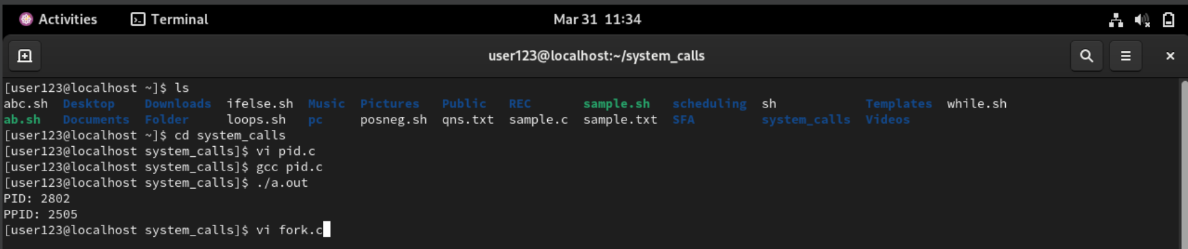 Activities Terminal Mar 31 11:34
user123@localhost:~/system_calls
[user123@localhost ~]$ ls
abc.sh Desktop Downloads ifelse.sh Music Pictures Public REC sample.sh scheduling sh Templates while.sh
ab.sh Documents Folder loops.sh pc posneg.sh qns.txt sample.c sample.txt SFA system_calls Videos
[user123@localhost ~]$ cd system_calls
[user123@localhost system_calls]$ vi pid.c
[user123@localhost system_calls]$ gcc pid.c
[user123@localhost system_calls]$ ./a.out
PID: 2802
PPID: 2505
[user123@localhost system_calls]$ vi fork.c